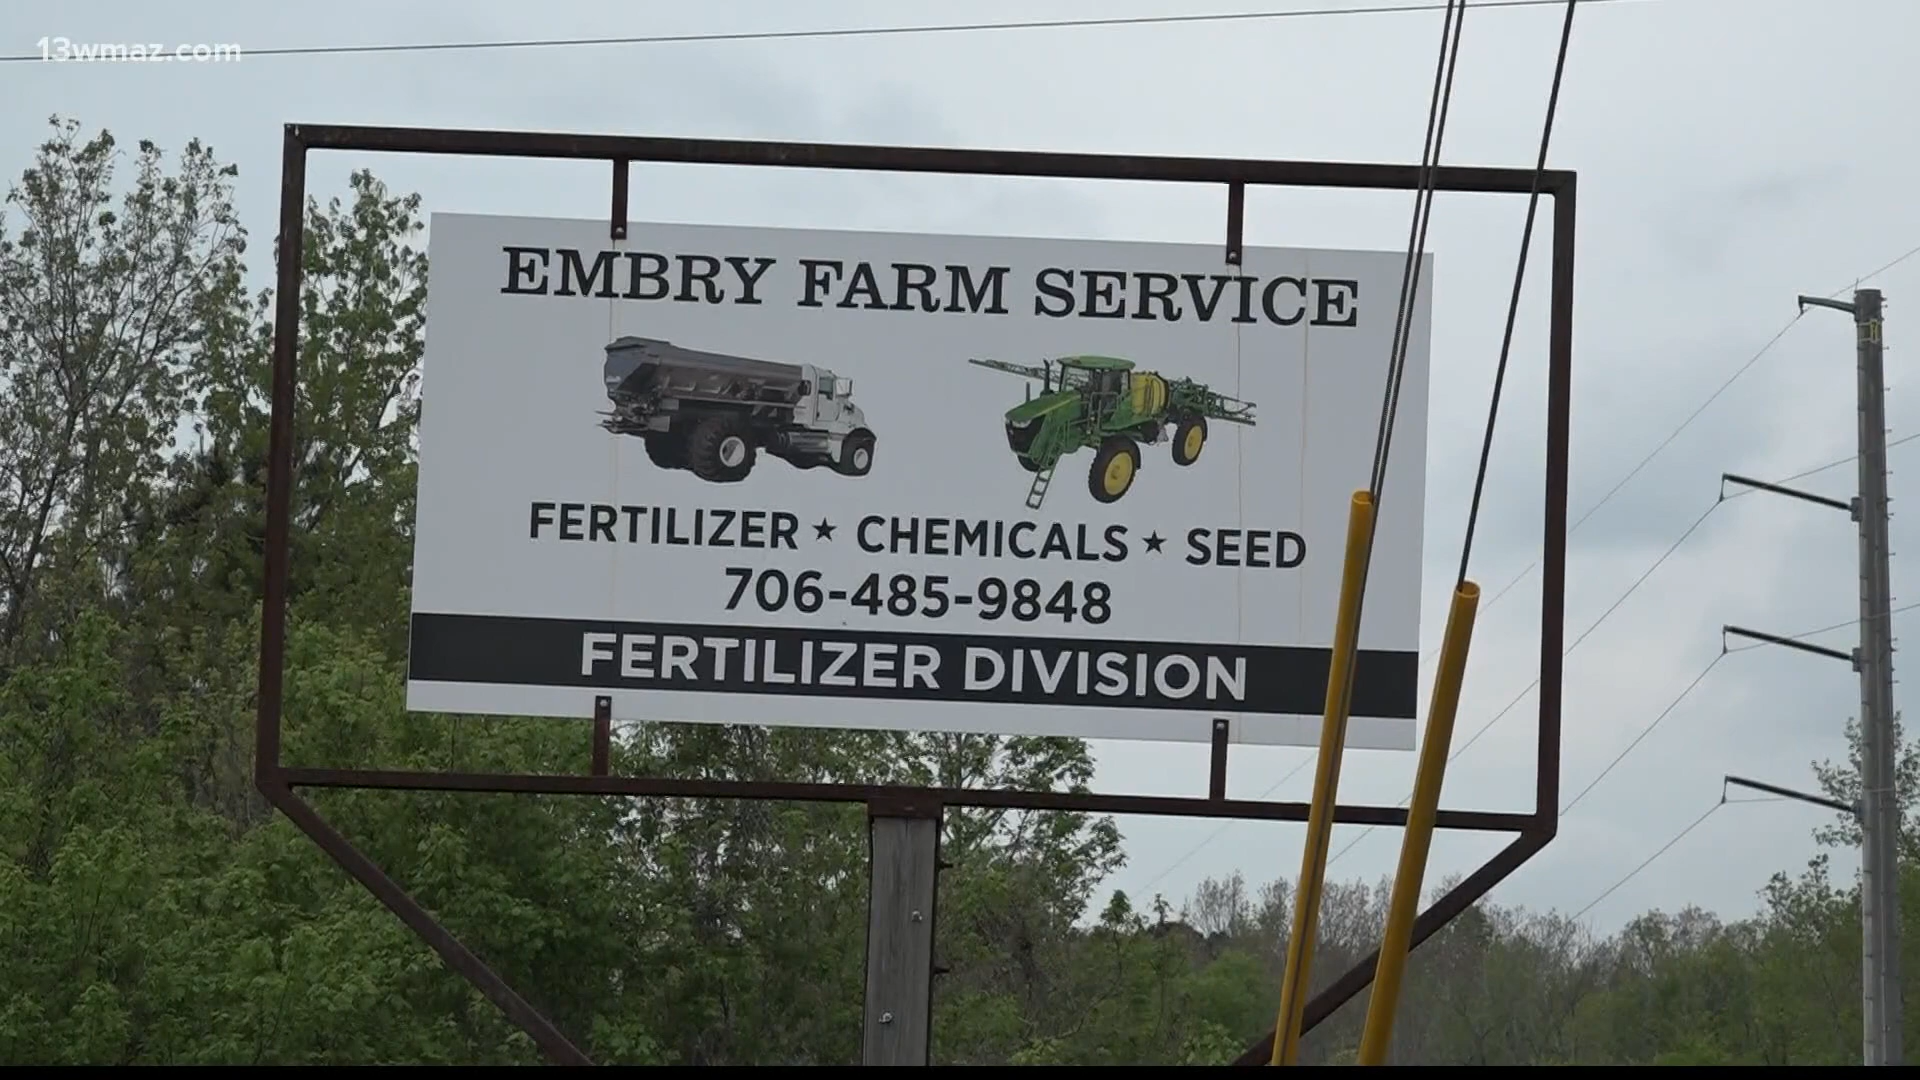 13wmaz.com
EMBRY FARM SERVICE
FERTILIZER ★ CHEMICALS ★ SEED
706-485-9848
FERTILIZER DIVISION